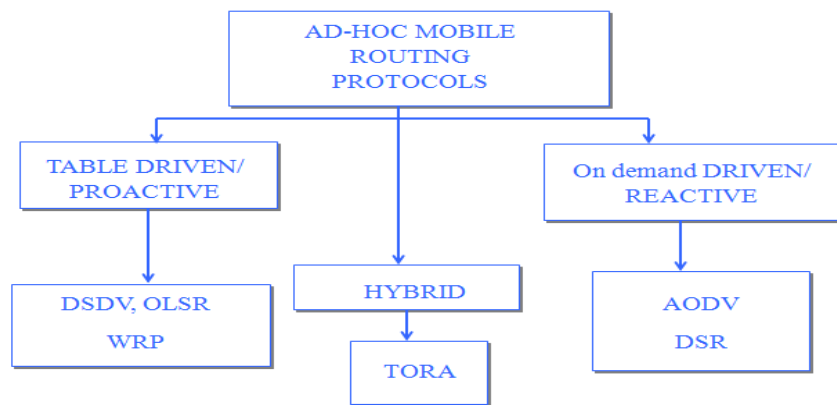 AD-HOC MOBILE
ROUTING
PROTOCOLS
TABLE DRIVEN/
PROACTIVE
On demand DRIVEN/
REACTIVE
DSDV, OLSR
WRP
HYBRID
AODV
DSR
TORA